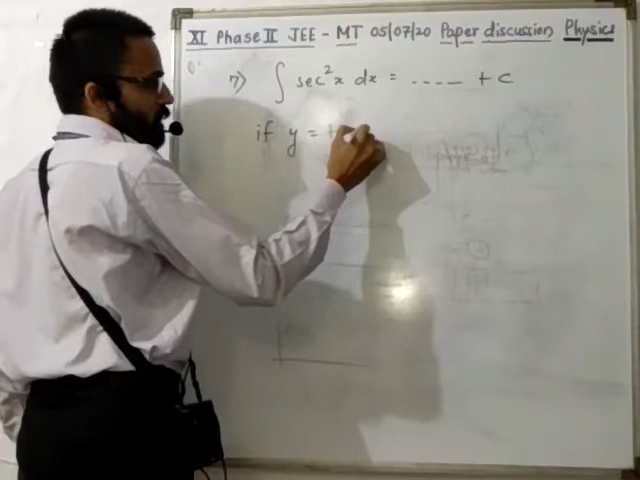 XI Phase II JEE - MT 05/07/20 Paper discussion Physics
7) ∫ sec²x dx = ..... + c
if y = t